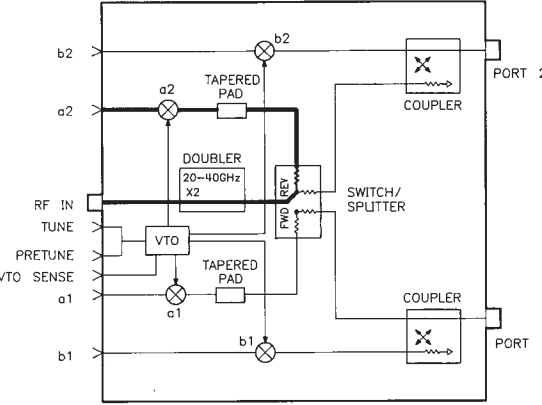 b2
b2
PORT 2
a2
a2
TAPERED
PAD
COUPLER
DOUBLER
20-40GHz
X2
REV
FWD
SWITCH/
SPLITTER
RF IN
TUNE
PRETUNE
VTO SENSE
VTO
a1
a1
TAPERED
PAD
COUPLER
b1
b1
PORT